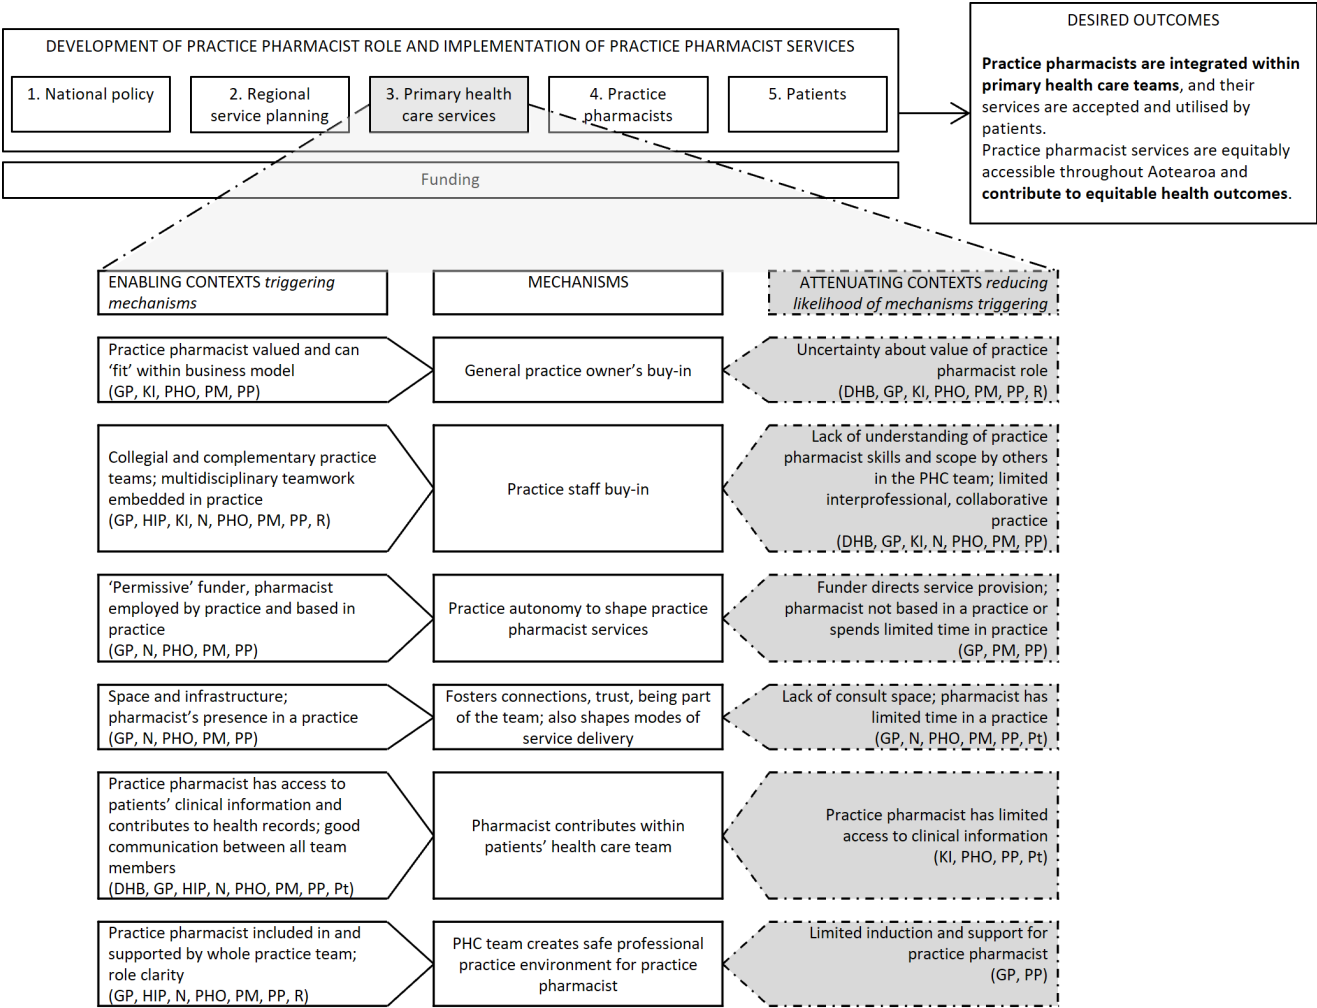 DEVELOPMENT OF PRACTICE PHARMACIST ROLE AND IMPLEMENTATION OF PRACTICE PHARMACIST SERVICES
1. National policy
2. Regional
service planning
3. Primary health
care services
4. Practice
pharmacists
5. Patients
Funding
DESIRED OUTCOMES
Practice pharmacists are integrated within
primary health care teams, and their
services are accepted and utilised by
patients.
Practice pharmacist services are equitably
accessible throughout Aotearoa and
contribute to equitable health outcomes.
ENABLING CONTEXTS triggering
mechanisms
MECHANISMS
ATTENUATING CONTEXTS reducing
likelihood of mechanisms triggering
Practice pharmacist valued and can
‘fit’ within business model
(GP, KI, PHO, PM, PP)
General practice owner’s buy-in
Uncertainty about value of practice
pharmacist role
(DHB, GP, KI, PHO, PM, PP, R)
Collegial and complementary practice
teams; multidisciplinary teamwork
embedded in practice
(GP, HIP, KI, N, PHO, PM, PP, R)
Practice staff buy-in
Lack of understanding of practice
pharmacist skills and scope by others
in the PHC team; limited
interprofessional, collaborative
practice
(DHB, GP, KI, N, PHO, PM, PP)
‘Permissive’ funder, pharmacist
employed by practice and based in
practice
(GP, N, PHO, PM, PP)
Practice autonomy to shape practice
pharmacist services
Funder directs service provision;
pharmacist not based in a practice or
spends limited time in practice
(GP, PM, PP)
Space and infrastructure;
pharmacist’s presence in a practice
(GP, N, PHO, PM, PP)
Fosters connections, trust, being part
of the team; also shapes modes of
service delivery
Lack of consult space; pharmacist has
limited time in a practice
(GP, N, PHO, PM, PP, Pt)
Practice pharmacist has access to
patients’ clinical information and
contributes to health records; good
communication between all team
members
(DHB, GP, HIP, N, PHO, PM, PP, Pt)
Pharmacist contributes within
patients’ health care team
Practice pharmacist has limited
access to clinical information
(KI, PHO, PP, Pt)
Practice pharmacist included in and
supported by whole practice team;
role clarity
(GP, HIP, N, PHO, PM, PP, R)
PHC team creates safe professional
practice environment for practice
pharmacist
Limited induction and support for
practice pharmacist
(GP, PP)